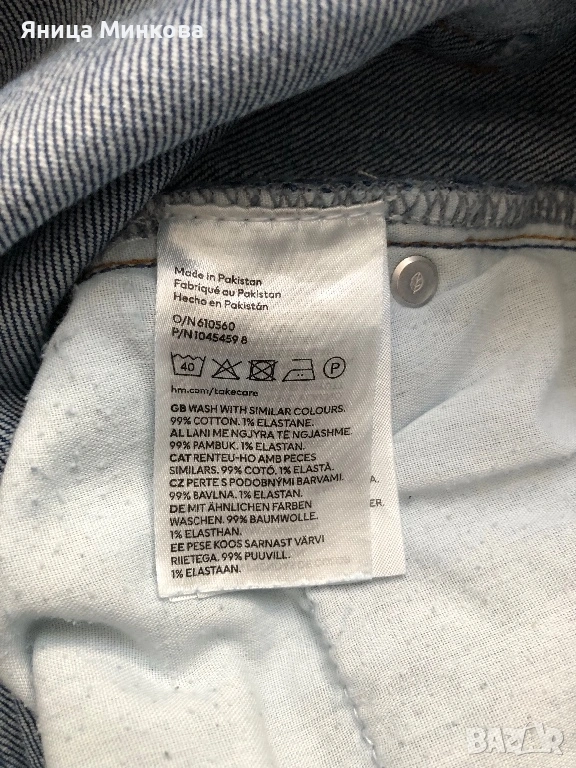 Яница Минкова
Made in Pakistan
Fabriqué au Pakistan
Hecho en Pakistán
O/N 610560
P/N 1045459 8
40 P
hm.com/takecare
GB WASH WITH SIMILAR COLOURS.
99% COTTON. 1% ELASTANE.
AL LANI ME NGJYRA TË NGJASHME.
99% PAMBUK. 1% ELASTAN.
CAT RENTEU-HO AMB PECES
SIMILARS. 99% COTÓ. 1% ELASTÀ.
CZ PERTE S PODOBNÝMI BARVAMI.
99% BAVLNA. 1% ELASTAN.
DE MIT ÄHNLICHEN FARBEN
WASCHEN. 99% BAUMWOLLE.
1% ELASTHAN.
EE PESE KOOS SARNAST VÄRVI
RIIETEGA. 99% PUUVILL.
1% ELASTAAN.
BAZAR